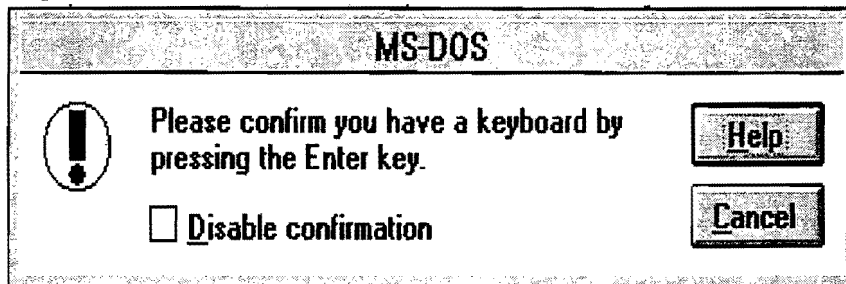 MS-DOS
Please confirm you have a keyboard by
pressing the Enter key.
Help
Disable confirmation
Cancel